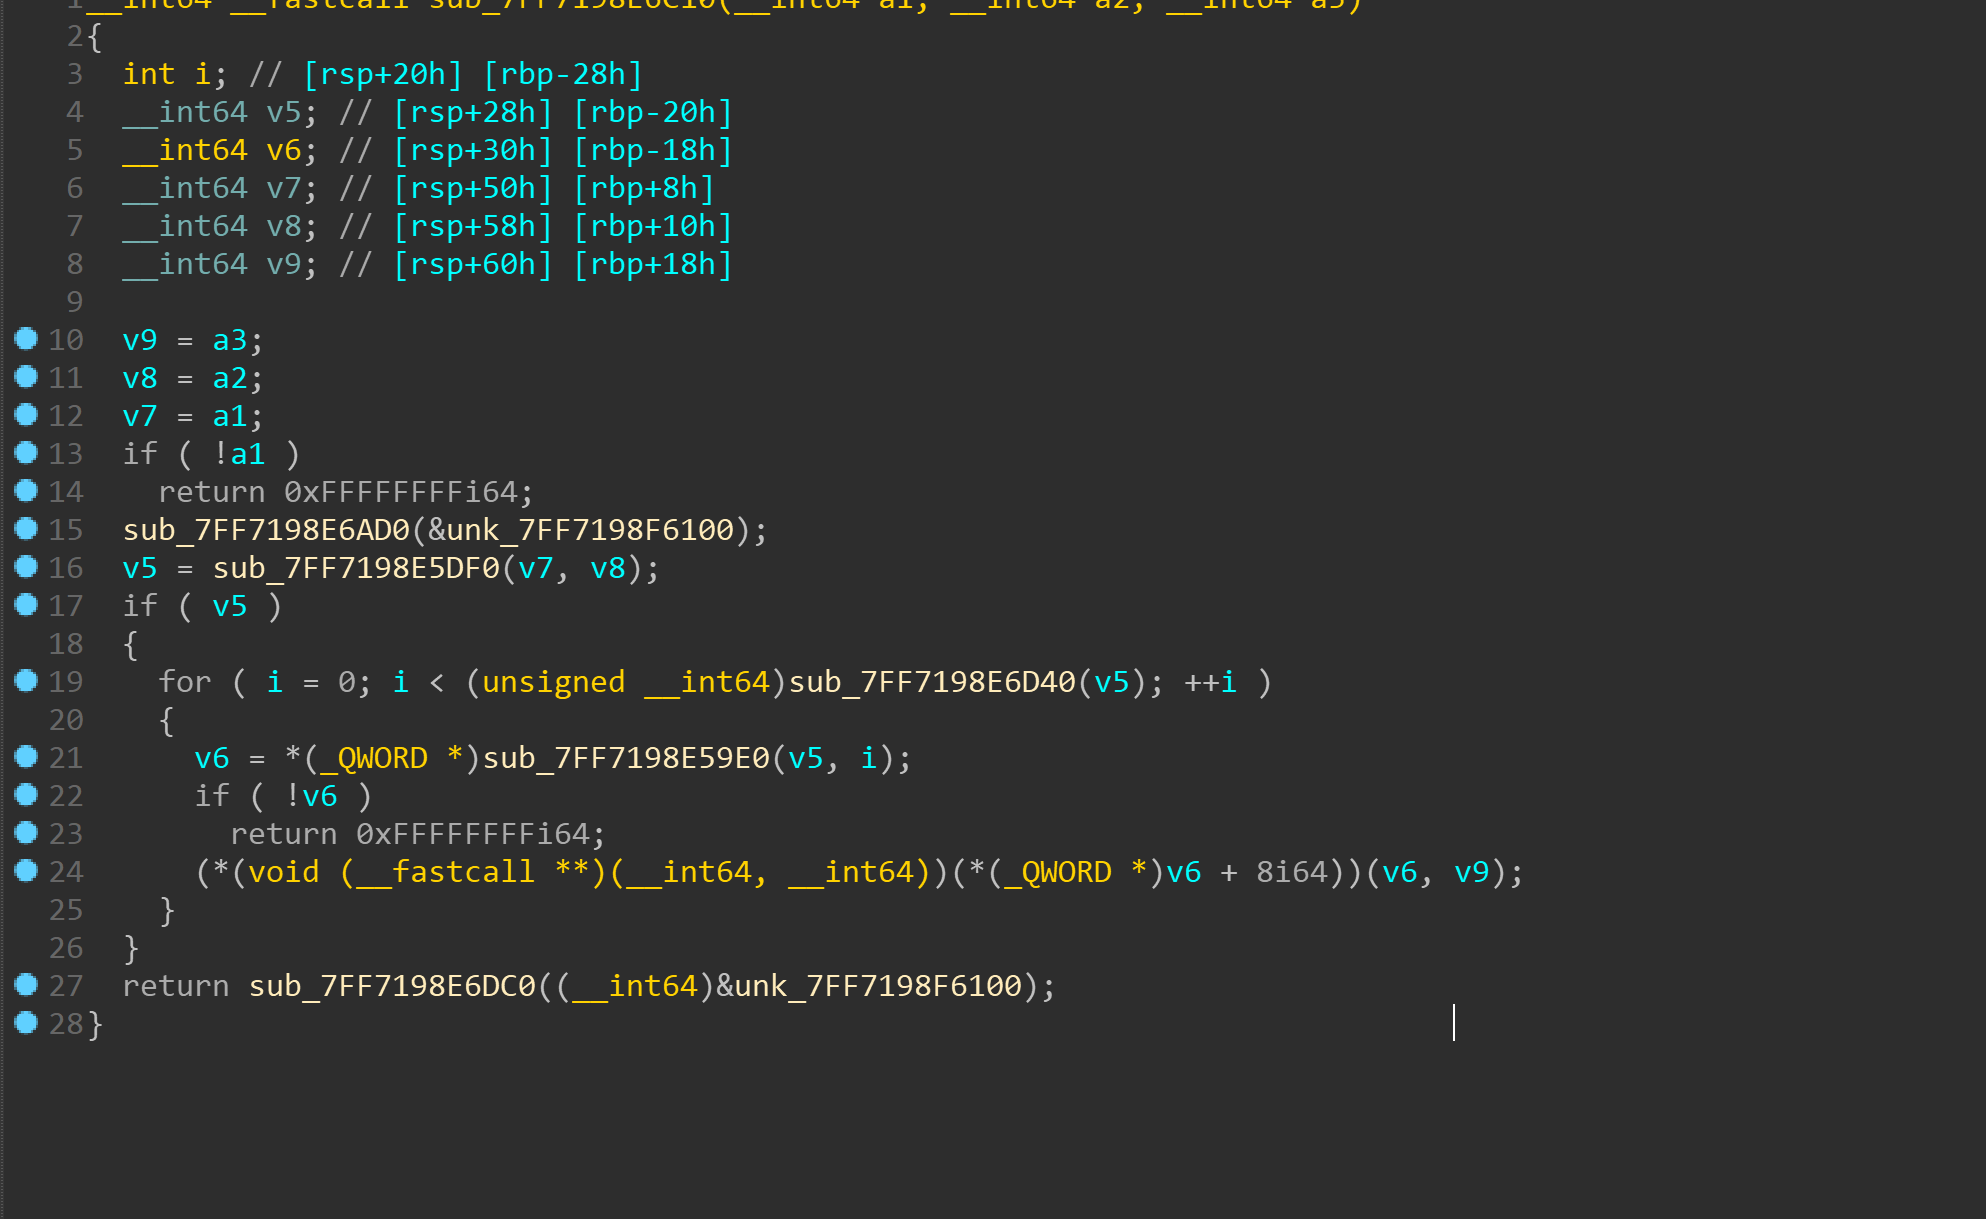 1 __int64 __fastcall sub_7FF7198E6C10(__int64 a1, __int64 a2, __int64 a3)
2 {
3   int i; // [rsp+20h] [rbp-28h]
4   __int64 v5; // [rsp+28h] [rbp-20h]
5   __int64 v6; // [rsp+30h] [rbp-18h]
6   __int64 v7; // [rsp+50h] [rbp+8h]
7   __int64 v8; // [rsp+58h] [rbp+10h]
8   __int64 v9; // [rsp+60h] [rbp+18h]
9
10   v9 = a3;
11   v8 = a2;
12   v7 = a1;
13   if ( !a1 )
14     return 0xFFFFFFFFi64;
15   sub_7FF7198E6AD0(&unk_7FF7198F6100);
16   v5 = sub_7FF7198E5DF0(v7, v8);
17   if ( v5 )
18   {
19     for ( i = 0; i < (unsigned __int64)sub_7FF7198E6D40(v5); ++i )
20     {
21       v6 = *(_QWORD *)sub_7FF7198E59E0(v5, i);
22       if ( !v6 )
23         return 0xFFFFFFFFi64;
24       (*(void (__fastcall **)(__int64, __int64))(*(_QWORD *)v6 + 8i64))(v6, v9);
25     }
26   }
27   return sub_7FF7198E6DC0((__int64)&unk_7FF7198F6100);
28 }